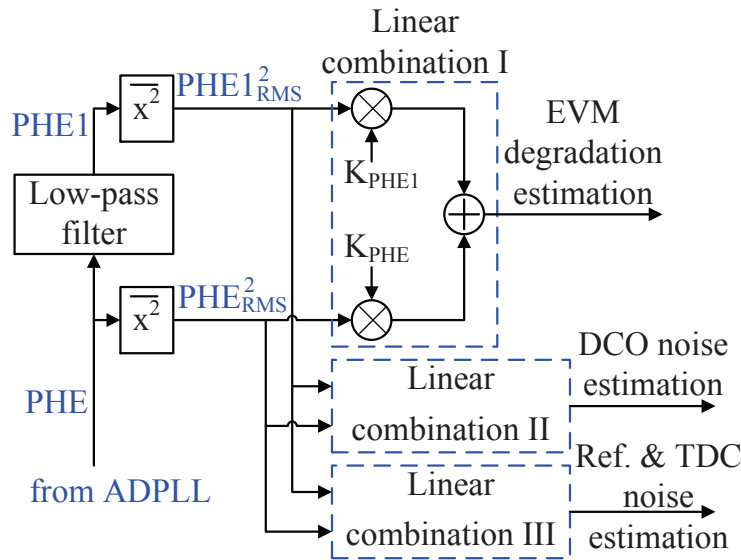 Linear
combination I
PHE1²RMS
x²
PHE1
KPHE1
EVM
degradation
estimation
Low-pass
filter
KPHE
PHE²RMS
x²
PHE
DCO noise
estimation
Linear
combination II
Ref. & TDC
noise
estimation
Linear
combination III
from ADPLL